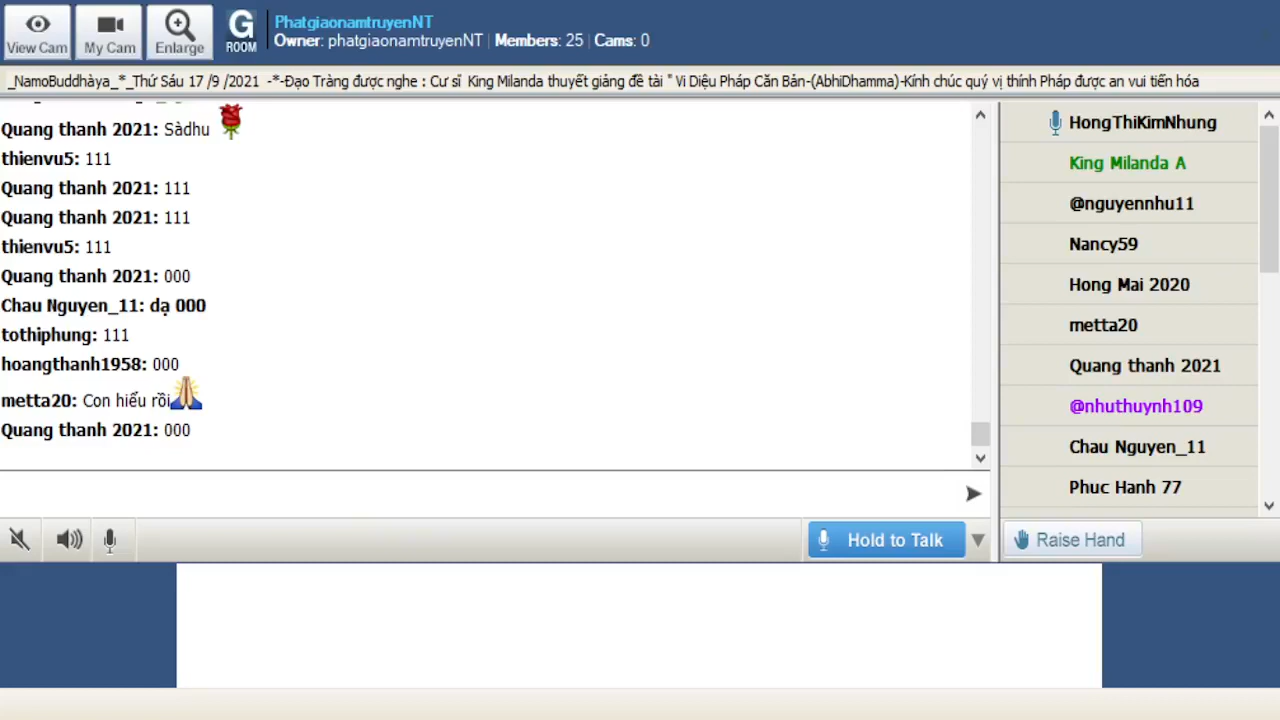 View Cam
My Cam
Enlarge
G
ROOM
PhatgiaonamtruyenNT
Owner: phatgiaonamtruyenNT | Members: 25 | Cams: 0
_NamoBuddhàya_*_Thứ Sáu 17 /9 /2021 -*-Đạo Tràng được nghe : Cư sĩ King Milanda thuyết giảng đề tài " Vi Diệu Pháp Căn Bản-(AbhiDhamma)-Kính chúc quý vị thính Pháp được an vui tiến hóa
Quang thanh 2021: Sàdhu
thienvu5: 111
Quang thanh 2021: 111
Quang thanh 2021: 111
thienvu5: 111
Quang thanh 2021: 000
Chau Nguyen_11: dạ 000
tothiphung: 111
hoangthanh1958: 000
metta20: Con hiểu rồi
Quang thanh 2021: 000
HongThiKimNhung
King Milanda A
@nguyennhu11
Nancy59
Hong Mai 2020
metta20
Quang thanh 2021
@nhuthuynh109
Chau Nguyen_11
Phuc Hanh 77
Hold to Talk
Raise Hand